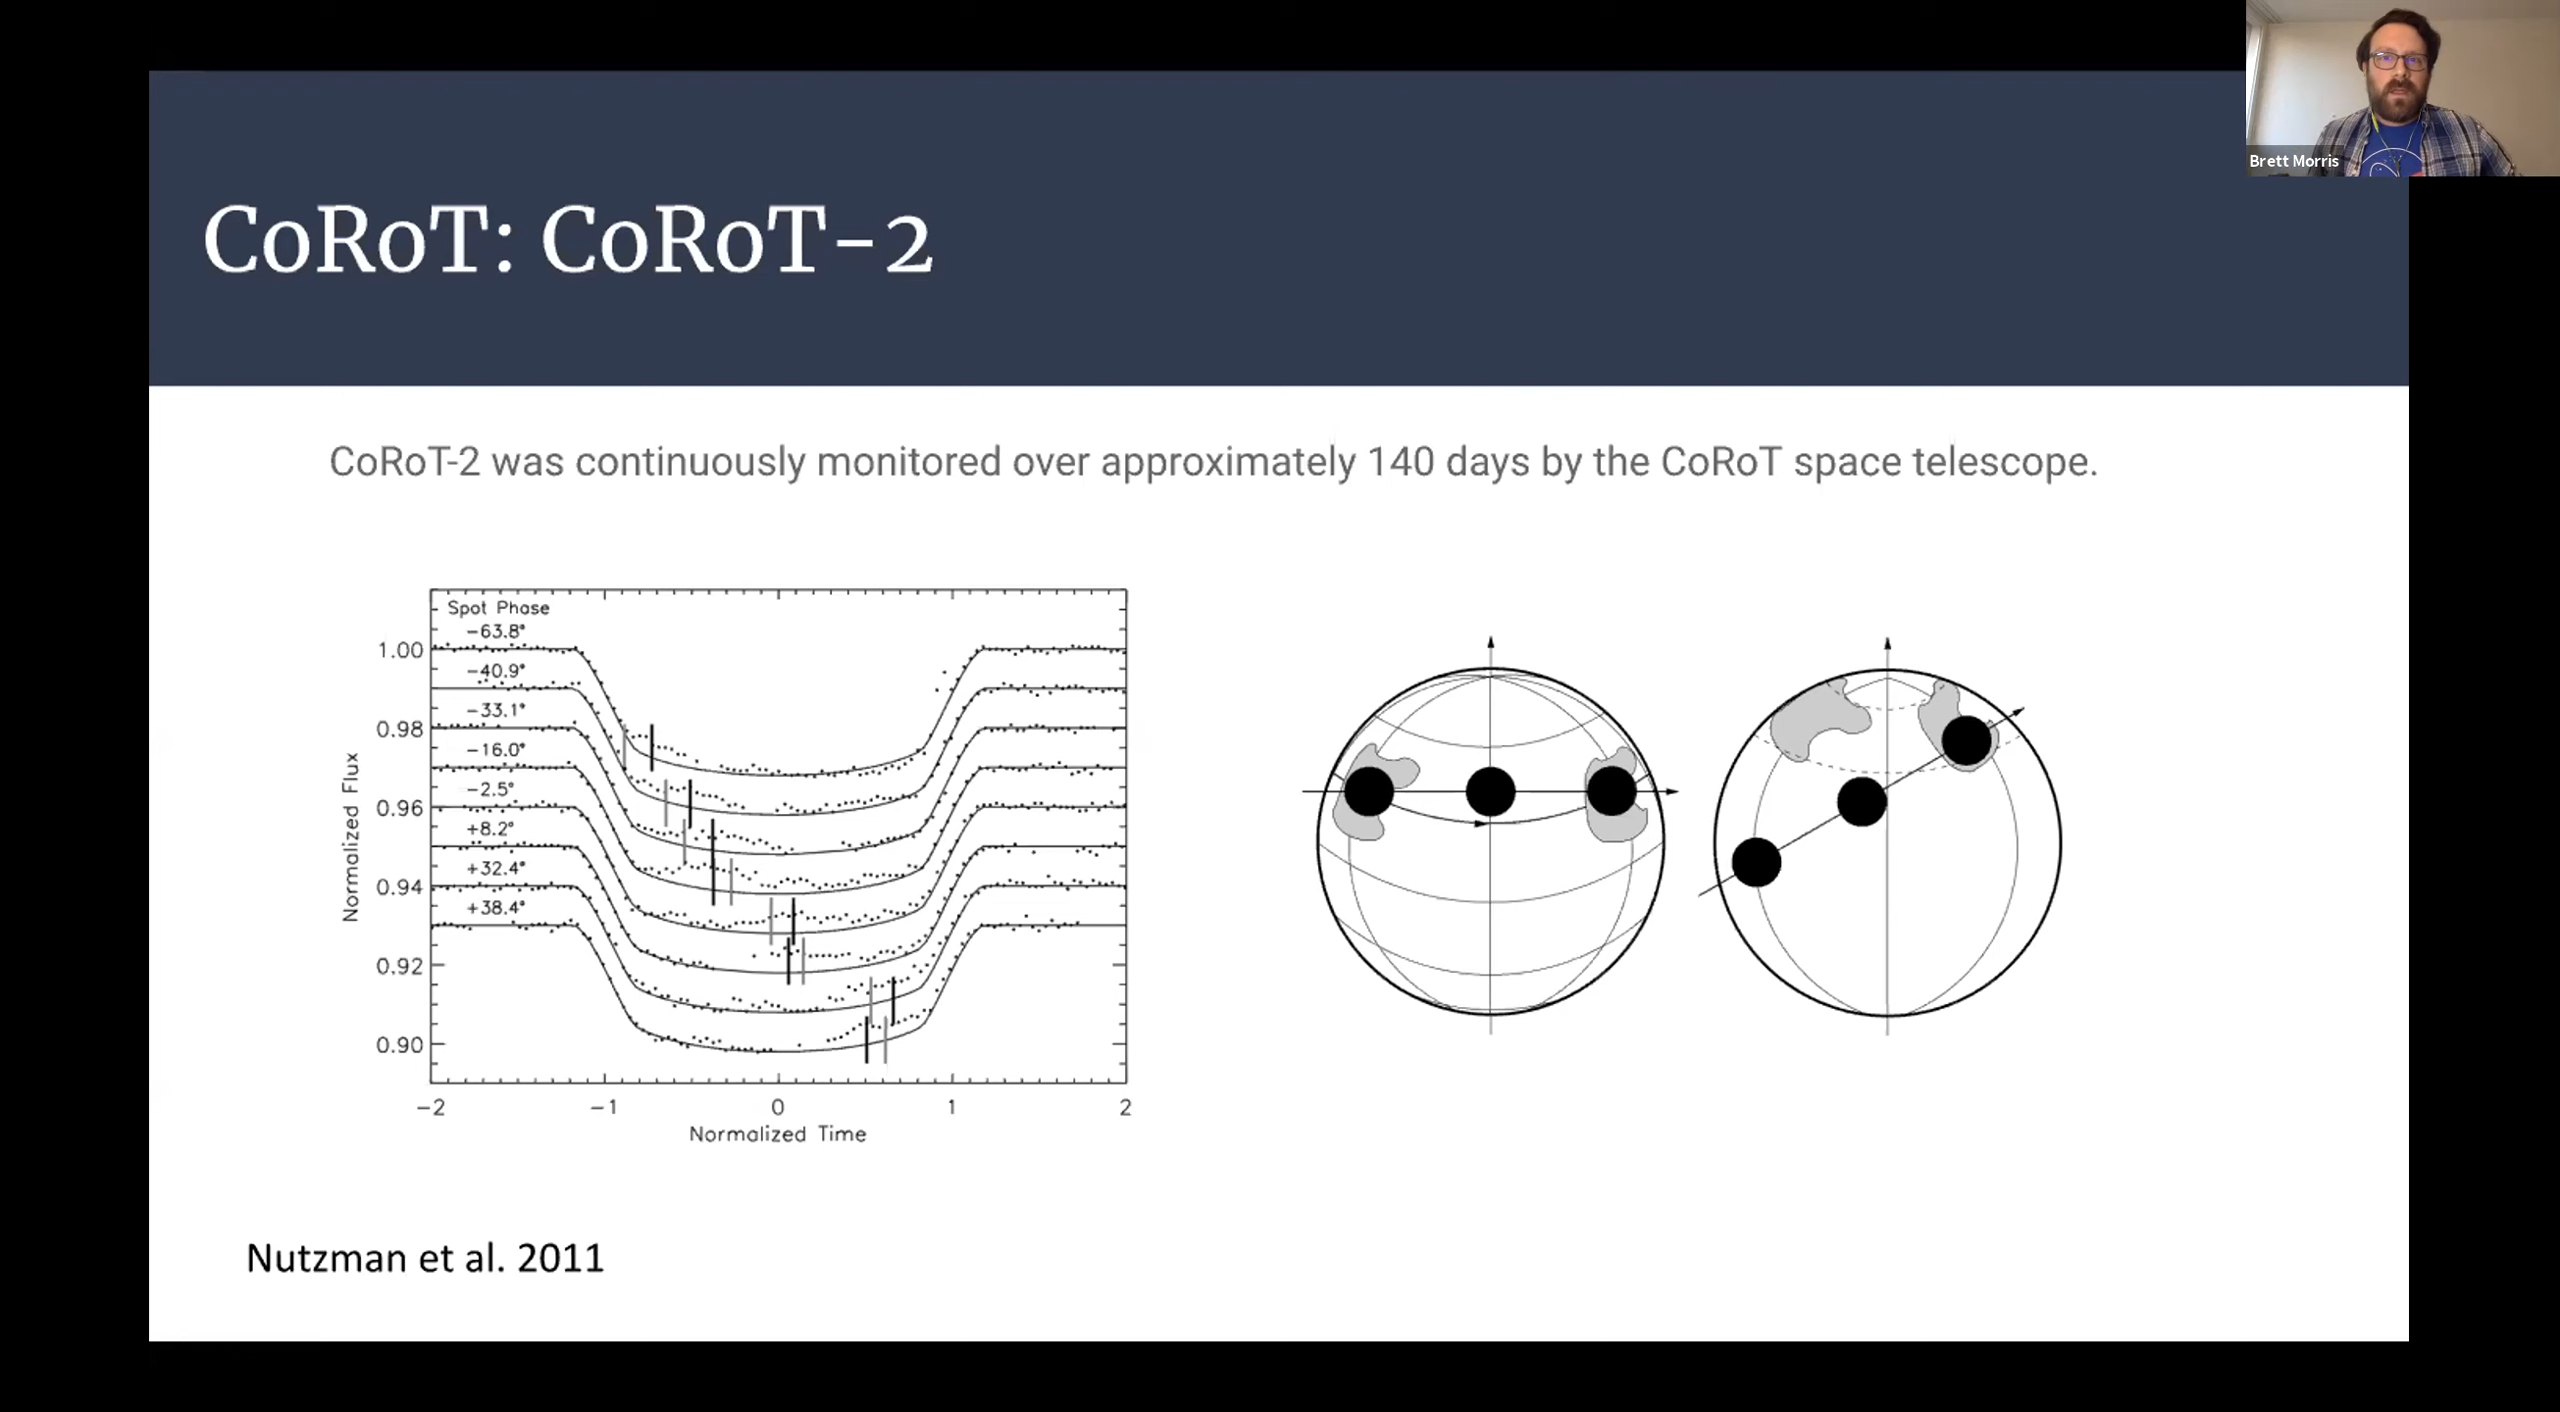 Brett Morris
CoRoT: CoRoT-2
CoRoT-2 was continuously monitored over approximately 140 days by the CoRoT space telescope.
Spot Phase
−63.8°
−40.9°
−33.1°
−16.0°
−2.5°
+8.2°
+32.4°
+38.4°
1.00
0.98
0.96
0.94
0.92
0.90
Normalized Flux
−2 −1 0 1 2
Normalized Time
Nutzman et al. 2011